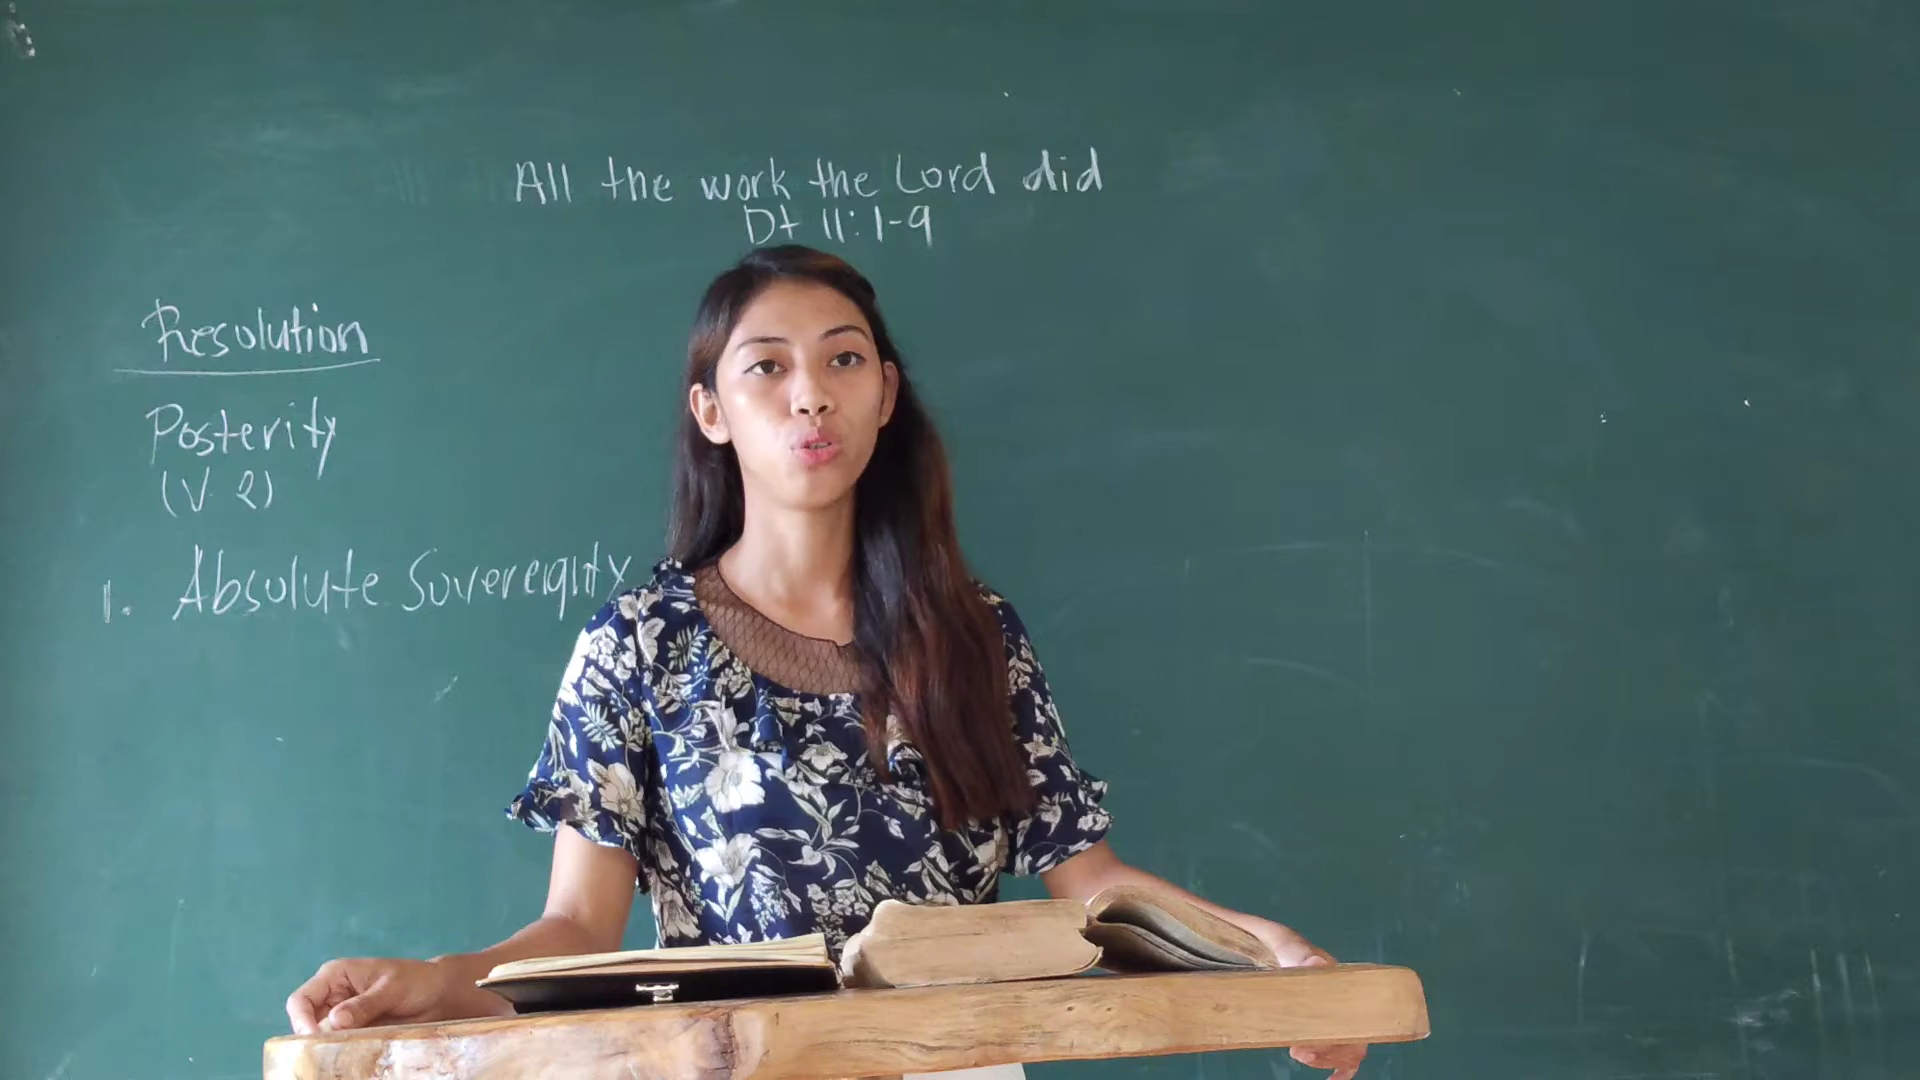 All the work the Lord did
Dt 11:1-9
Resolution
Posterity
(V. 2)
1. Absolute Sovereignty